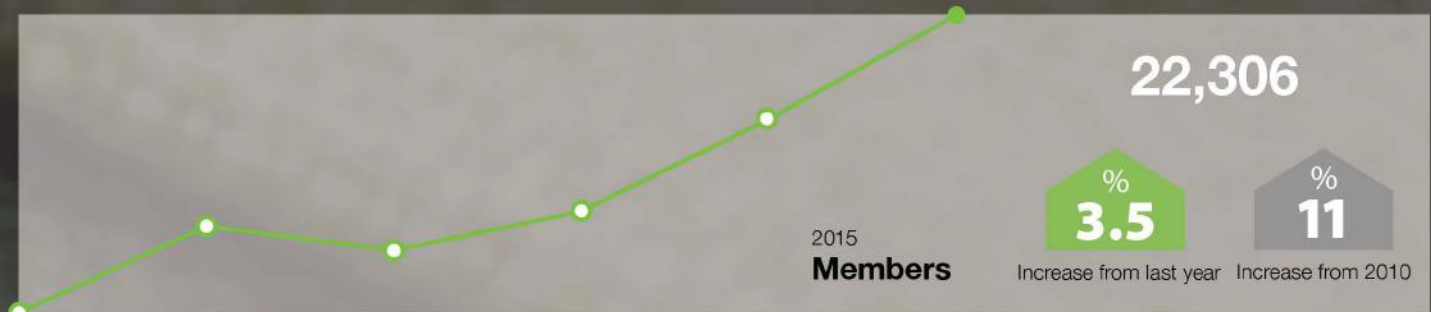 22,306
%
3.5
Increase from last year
%
11
Increase from 2010
2015
Members